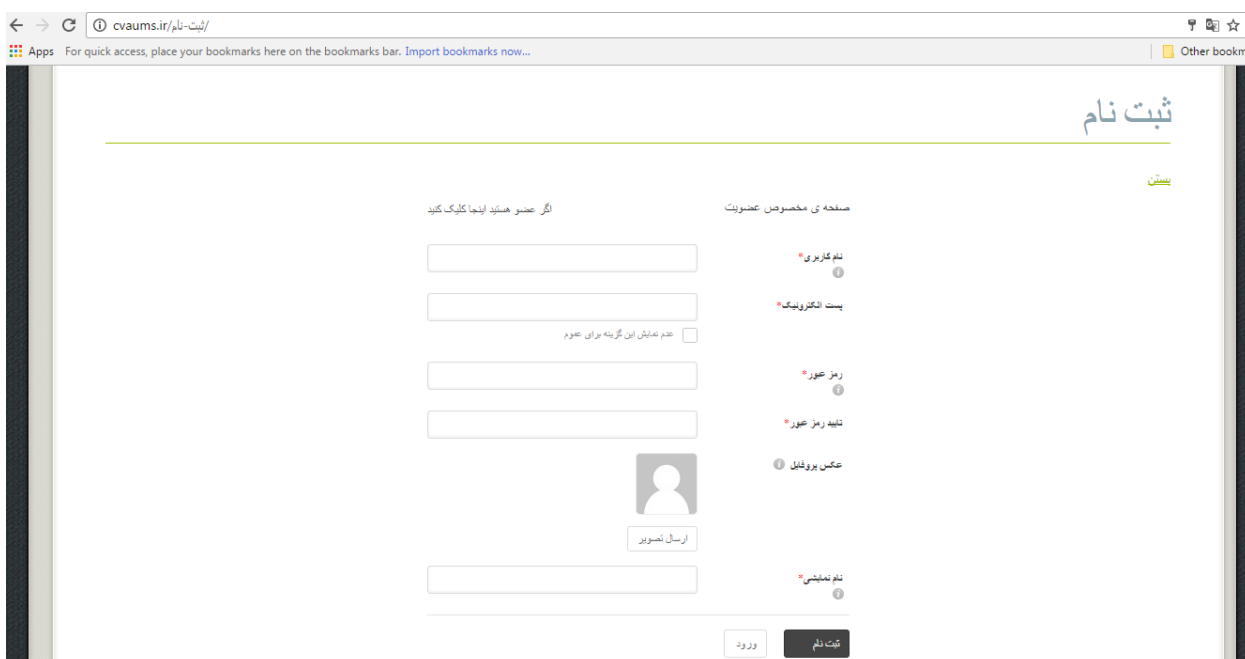 cvaums.ir/ثبت-نام/
Apps For quick access, place your bookmarks here on the bookmarks bar. Import bookmarks now...
Other bookm
ثبت نام
بستن
صفحه ی مخصوص عضویت
اگر عضو هستید اینجا کلیک کنید
نام کاربری*
پست الکترونیک*
عدم نمایش این گزینه برای عموم
رمز عبور*
تایید رمز عبور*
عکس پروفایل
ارسال تصویر
نام نمایشی*
ثبت نام
ورود